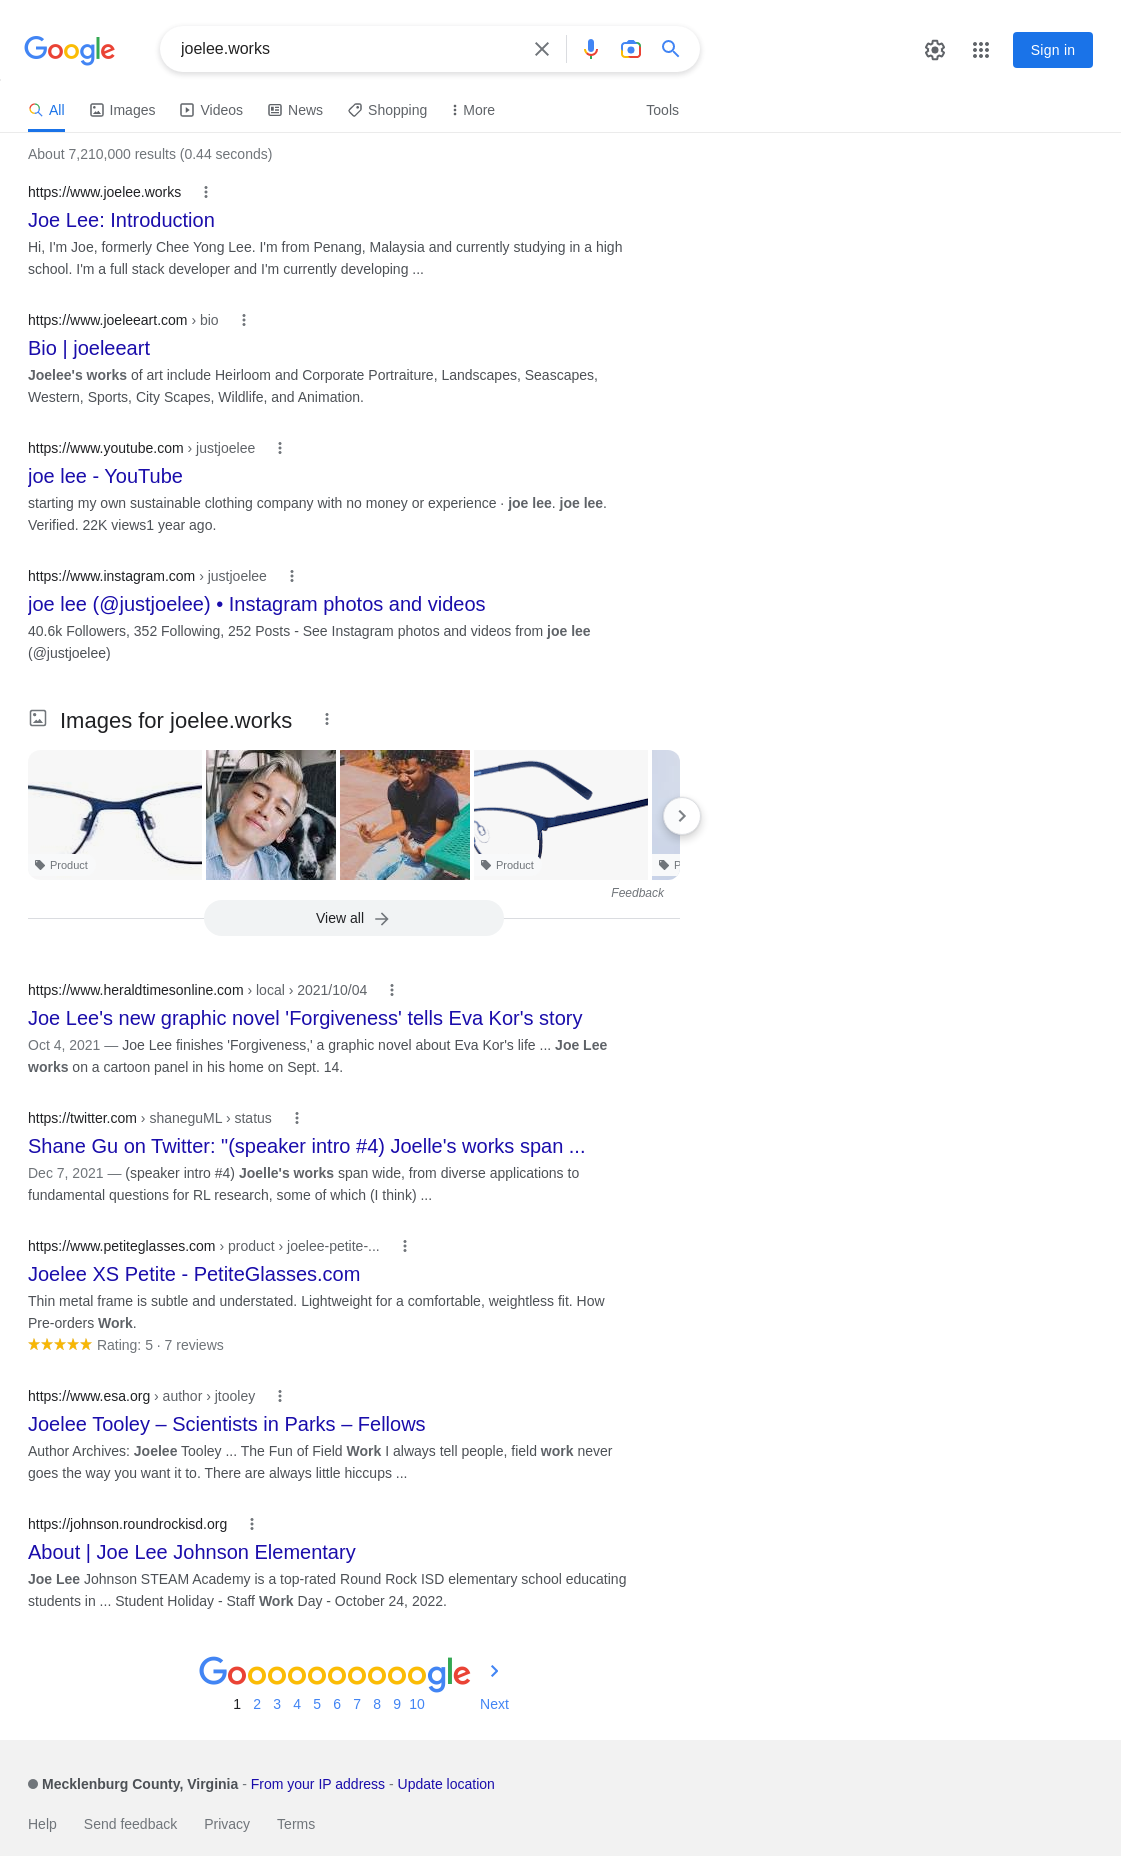 Google
joelee.works
Sign in
All
Images
Videos
News
Shopping
More
Tools
About 7,210,000 results (0.44 seconds)
https://www.joelee.works
Joe Lee: Introduction
Hi, I'm Joe, formerly Chee Yong Lee. I'm from Penang, Malaysia and currently studying in a high
school. I'm a full stack developer and I'm currently developing ...
https://www.joeleeart.com › bio
Bio | joeleeart
Joelee's works of art include Heirloom and Corporate Portraiture, Landscapes, Seascapes,
Western, Sports, City Scapes, Wildlife, and Animation.
https://www.youtube.com › justjoelee
joe lee - YouTube
starting my own sustainable clothing company with no money or experience · joe lee. joe lee.
Verified. 22K views1 year ago.
https://www.instagram.com › justjoelee
joe lee (@justjoelee) • Instagram photos and videos
40.6k Followers, 352 Following, 252 Posts - See Instagram photos and videos from joe lee
(@justjoelee)
Images for joelee.works
Product
Product
P
Feedback
View all
https://www.heraldtimesonline.com › local › 2021/10/04
Joe Lee's new graphic novel 'Forgiveness' tells Eva Kor's story
Oct 4, 2021 — Joe Lee finishes 'Forgiveness,' a graphic novel about Eva Kor's life ... Joe Lee
works on a cartoon panel in his home on Sept. 14.
https://twitter.com › shaneguML › status
Shane Gu on Twitter: "(speaker intro #4) Joelle's works span ...
Dec 7, 2021 — (speaker intro #4) Joelle's works span wide, from diverse applications to
fundamental questions for RL research, some of which (I think) ...
https://www.petiteglasses.com › product › joelee-petite-...
Joelee XS Petite - PetiteGlasses.com
Thin metal frame is subtle and understated. Lightweight for a comfortable, weightless fit. How
Pre-orders Work.
Rating: 5 · 7 reviews
https://www.esa.org › author › jtooley
Joelee Tooley – Scientists in Parks – Fellows
Author Archives: Joelee Tooley ... The Fun of Field Work I always tell people, field work never
goes the way you want it to. There are always little hiccups ...
https://johnson.roundrockisd.org
About | Joe Lee Johnson Elementary
Joe Lee Johnson STEAM Academy is a top-rated Round Rock ISD elementary school educating
students in ... Student Holiday - Staff Work Day - October 24, 2022.
Goooooooooogle
1 2 3 4 5 6 7 8 9 10 Next
Mecklenburg County, Virginia - From your IP address - Update location
Help Send feedback Privacy Terms